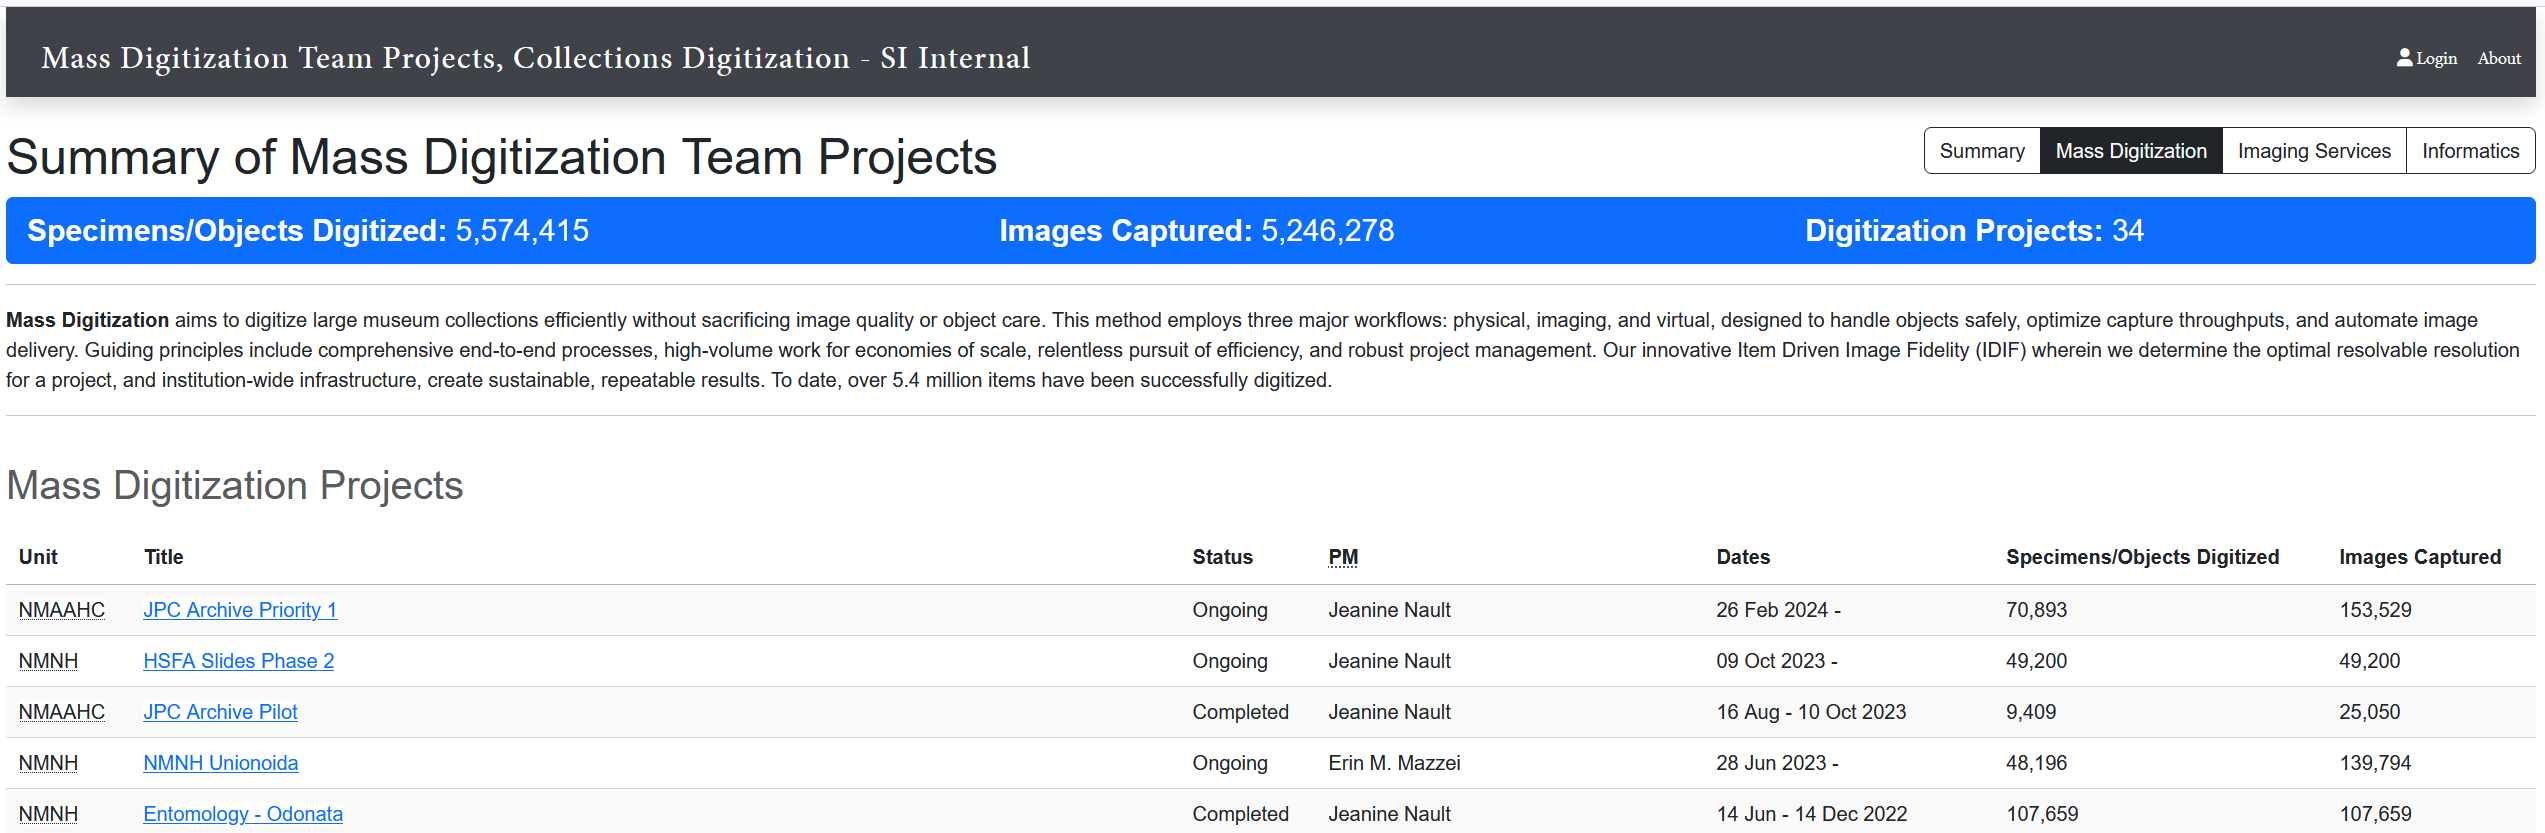 Mass Digitization Team Projects, Collections Digitization - SI Internal
Login About
Summary of Mass Digitization Team Projects
Summary Mass Digitization Imaging Services Informatics
Specimens/Objects Digitized: 5,574,415 Images Captured: 5,246,278 Digitization Projects: 34
Mass Digitization aims to digitize large museum collections efficiently without sacrificing image quality or object care. This method employs three major workflows: physical, imaging, and virtual, designed to handle objects safely, optimize capture throughputs, and automate image
delivery. Guiding principles include comprehensive end-to-end processes, high-volume work for economies of scale, relentless pursuit of efficiency, and robust project management. Our innovative Item Driven Image Fidelity (IDIF) wherein we determine the optimal resolvable resolution
for a project, and institution-wide infrastructure, create sustainable, repeatable results. To date, over 5.4 million items have been successfully digitized.
Mass Digitization Projects
Unit Title Status PM Dates Specimens/Objects Digitized Images Captured
NMAAHC JPC Archive Priority 1 Ongoing Jeanine Nault 26 Feb 2024 - 70,893 153,529
NMNH HSFA Slides Phase 2 Ongoing Jeanine Nault 09 Oct 2023 - 49,200 49,200
NMAAHC JPC Archive Pilot Completed Jeanine Nault 16 Aug - 10 Oct 2023 9,409 25,050
NMNH NMNH Unionoida Ongoing Erin M. Mazzei 28 Jun 2023 - 48,196 139,794
NMNH Entomology - Odonata Completed Jeanine Nault 14 Jun - 14 Dec 2022 107,659 107,659